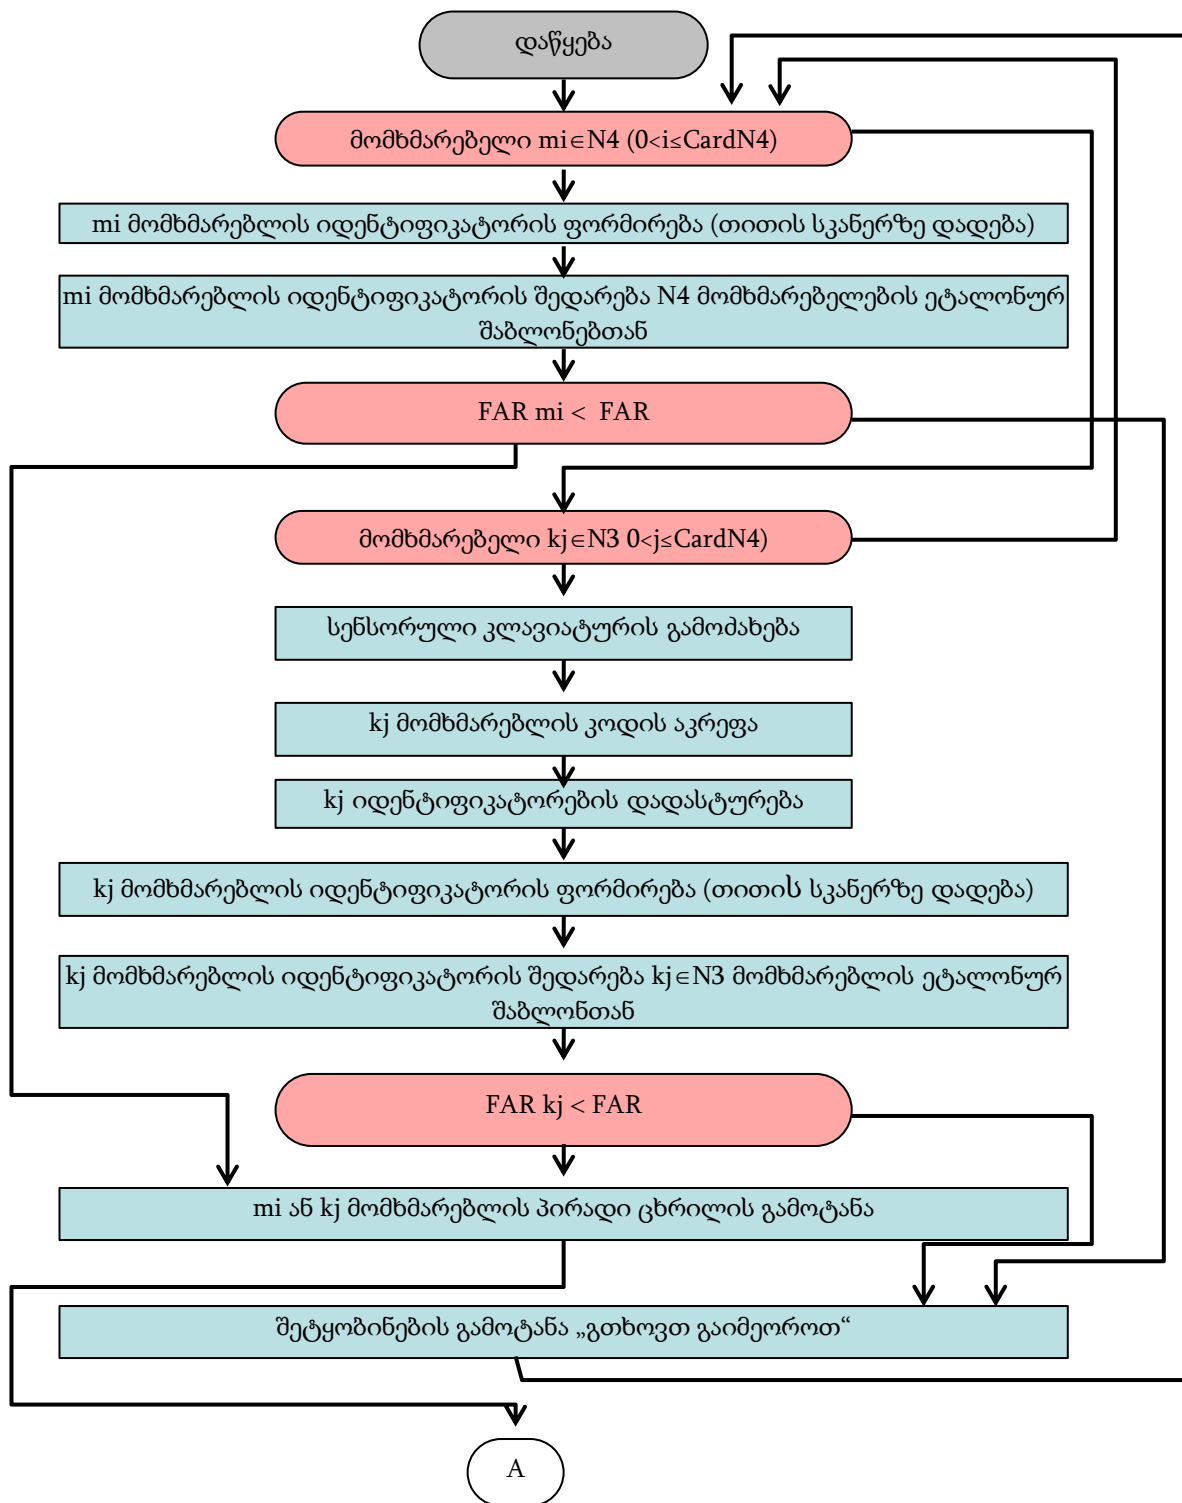 დაწყება
მომხმარებელი mi∈N4 (0<i≤CardN4)
mi მომხმარებლის იდენტიფიკატორის ფორმირება (თითის სკანერზე დადება)
mi მომხმარებლის იდენტიფიკატორის შედარება N4 მომხმარებელების ეტალონურ
შაბლონებთან
FAR mi < FAR
მომხმარებელი kj∈N3 0<j≤CardN4)
სენსორული კლავიატურის გამოძახება
kj მომხმარებლის კოდის აკრეფა
kj იდენტიფიკატორების დადასტურება
kj მომხმარებლის იდენტიფიკატორის ფორმირება (თითის სკანერზე დადება)
kj მომხმარებლის იდენტიფიკატორის შედარება kj∈N3 მომხმარებლის ეტალონურ
შაბლონთან
FAR kj < FAR
mi ან kj მომხმარებლის პირადი ცხრილის გამოტანა
შეტყობინების გამოტანა „გთხოვთ გაიმეოროთ“
A